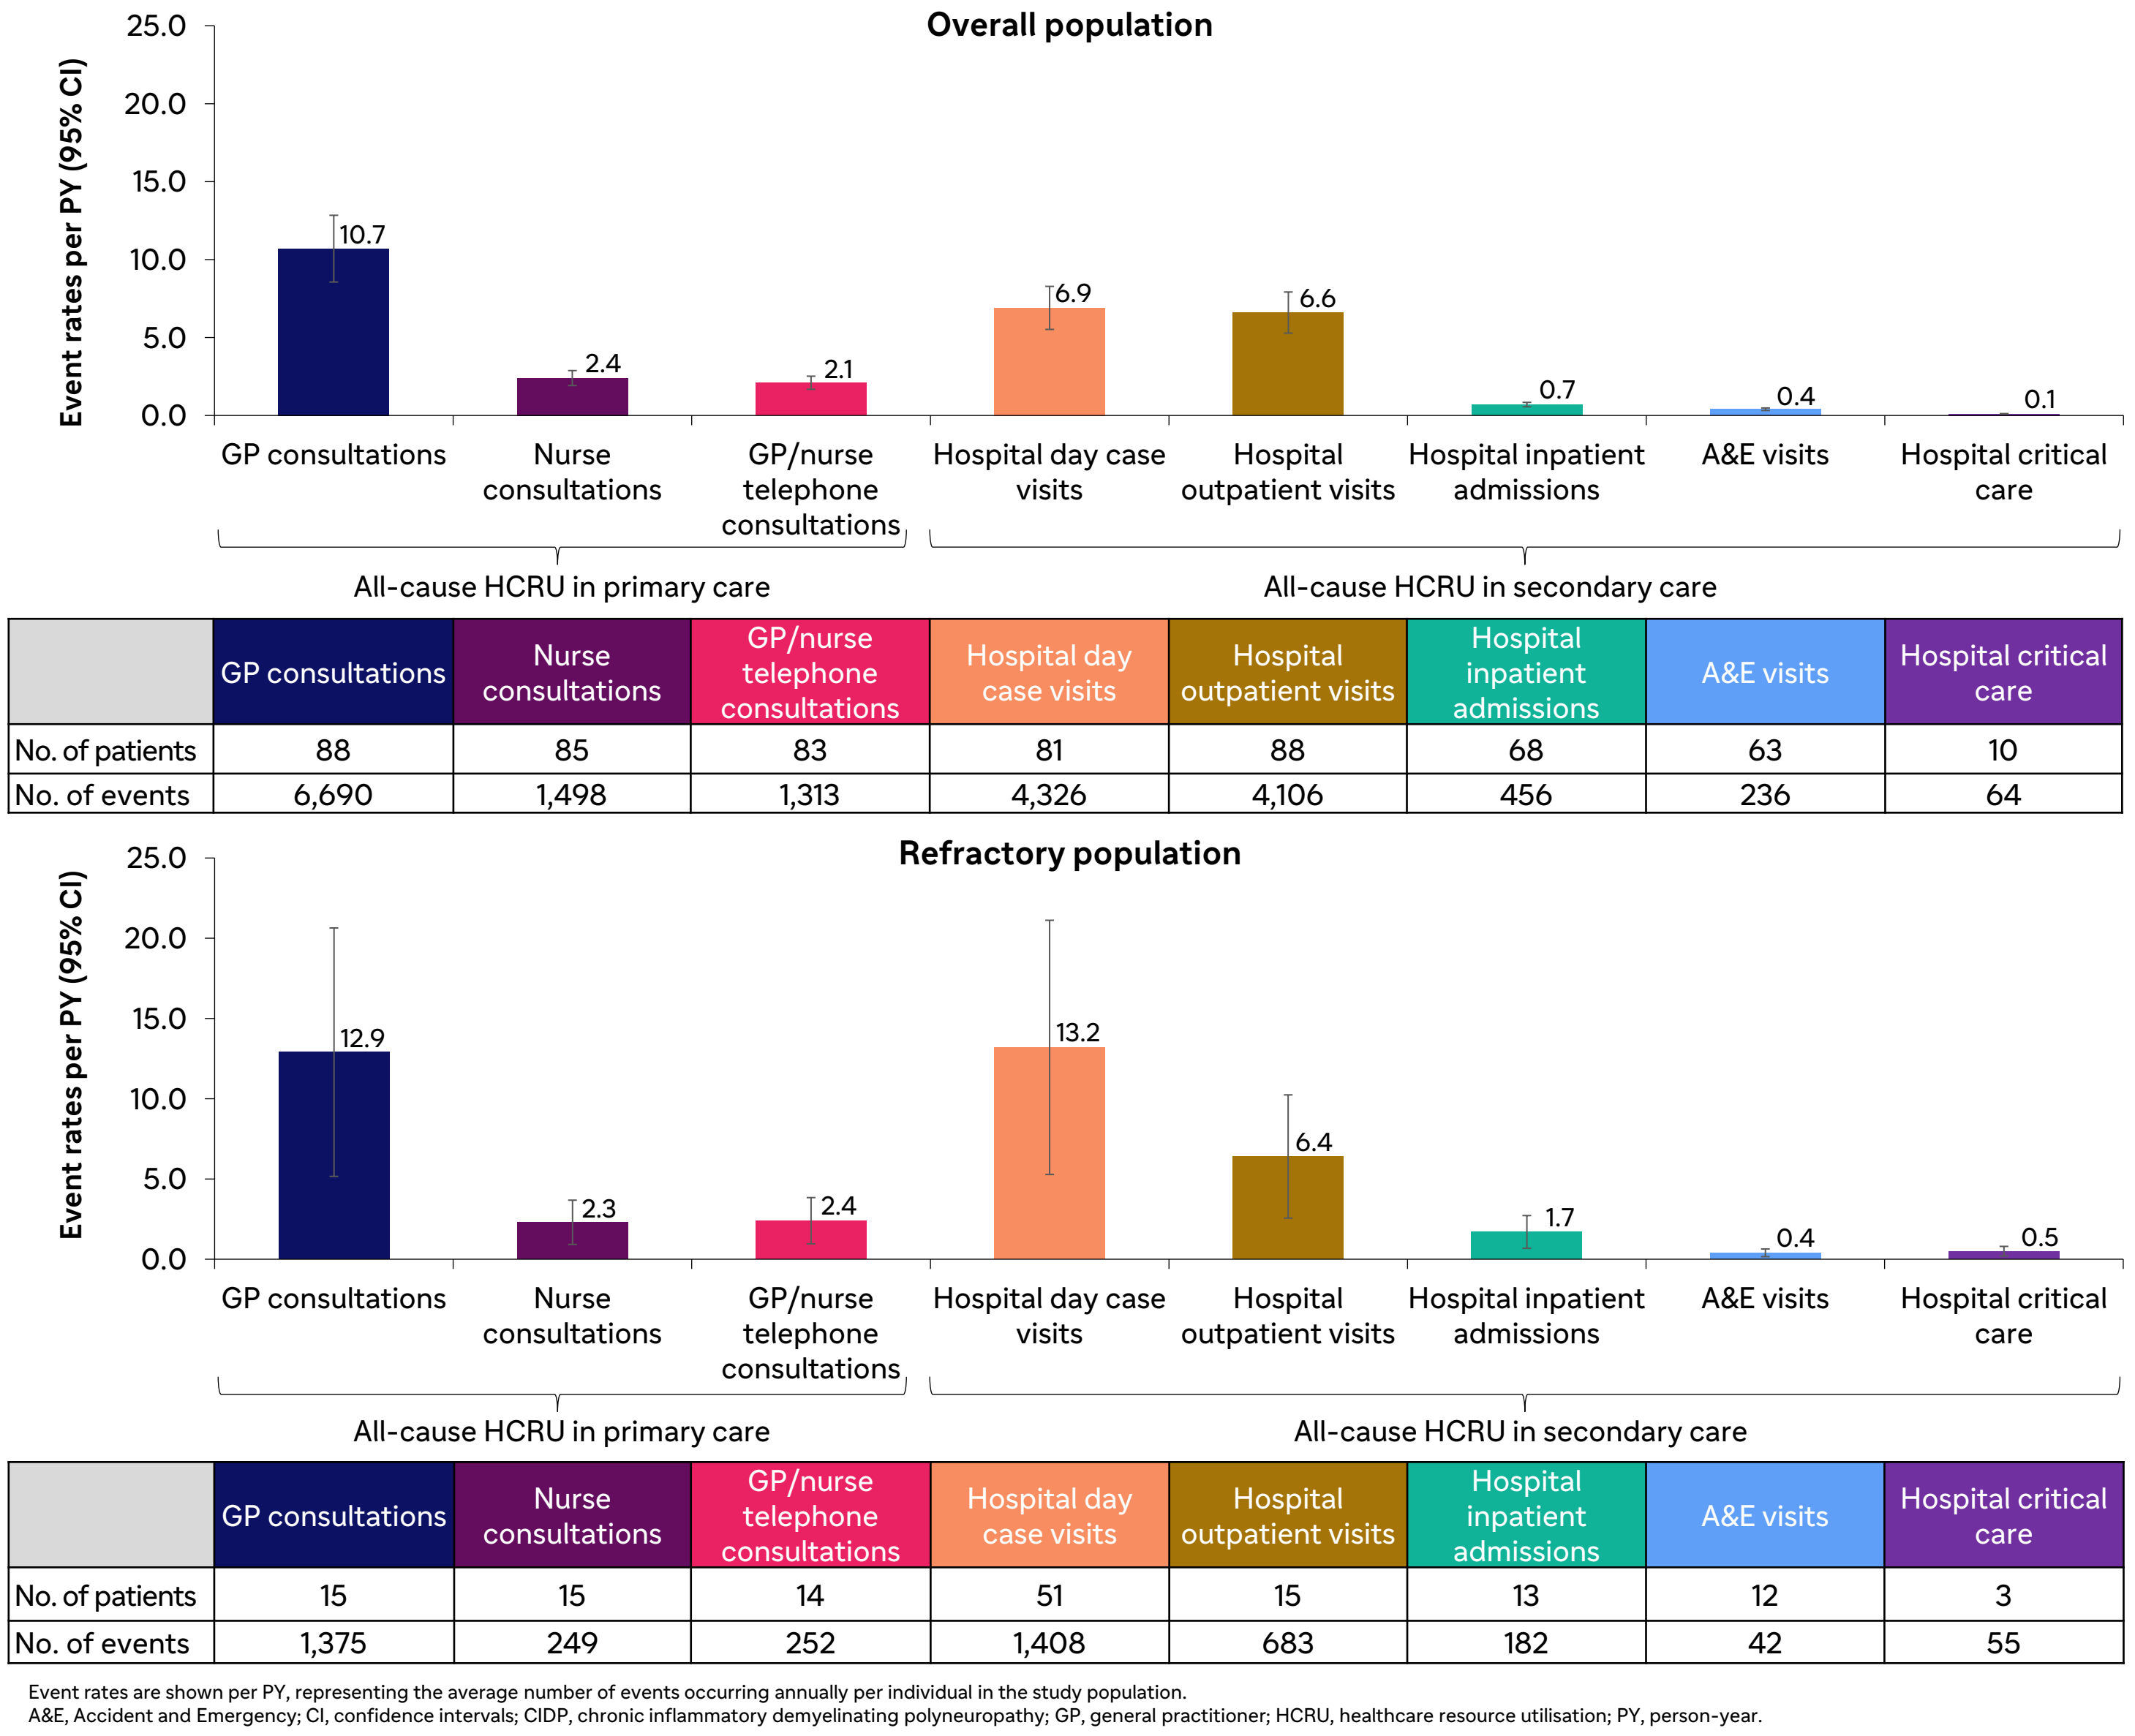 Overall population
Event rates per PY (95% CI)
25.0
20.0
15.0
10.0
5.0
0.0
10.7
2.4
2.1
6.9
6.6
0.7
0.4
0.1
GP consultations
Nurse
consultations
GP/nurse
telephone
consultations
Hospital day case
visits
Hospital
outpatient visits
Hospital inpatient
admissions
A&E visits
Hospital critical
care
All-cause HCRU in primary care
All-cause HCRU in secondary care
GP consultations
Nurse
consultations
GP/nurse
telephone
consultations
Hospital day
case visits
Hospital
outpatient visits
Hospital
inpatient
admissions
A&E visits
Hospital critical
care
No. of patients 88 85 83 81 88 68 63 10
No. of events 6,690 1,498 1,313 4,326 4,106 456 236 64
Refractory population
Event rates per PY (95% CI)
25.0
20.0
15.0
10.0
5.0
0.0
12.9
2.3
2.4
13.2
6.4
1.7
0.4
0.5
GP consultations
Nurse
consultations
GP/nurse
telephone
consultations
Hospital day case
visits
Hospital
outpatient visits
Hospital inpatient
admissions
A&E visits
Hospital critical
care
All-cause HCRU in primary care
All-cause HCRU in secondary care
GP consultations
Nurse
consultations
GP/nurse
telephone
consultations
Hospital day
case visits
Hospital
outpatient visits
Hospital
inpatient
admissions
A&E visits
Hospital critical
care
No. of patients 15 15 14 51 15 13 12 3
No. of events 1,375 249 252 1,408 683 182 42 55
Event rates are shown per PY, representing the average number of events occurring annually per individual in the study population.
A&E, Accident and Emergency; CI, confidence intervals; CIDP, chronic inflammatory demyelinating polyneuropathy; GP, general practitioner; HCRU, healthcare resource utilisation; PY, person-year.